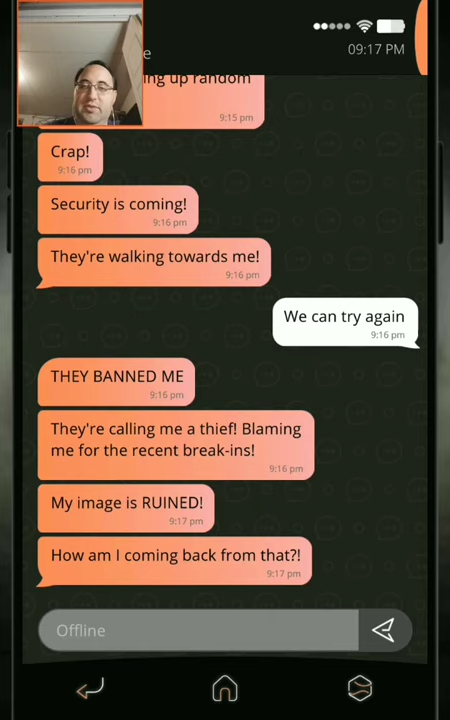 09:17 PM
ing up random
9:15 pm
Crap!
9:16 pm
Security is coming!
9:16 pm
They're walking towards me!
9:16 pm
We can try again
9:16 pm
THEY BANNED ME
9:16 pm
They're calling me a thief! Blaming
me for the recent break-ins!
9:16 pm
My image is RUINED!
9:17 pm
How am I coming back from that?!
9:17 pm
Offline